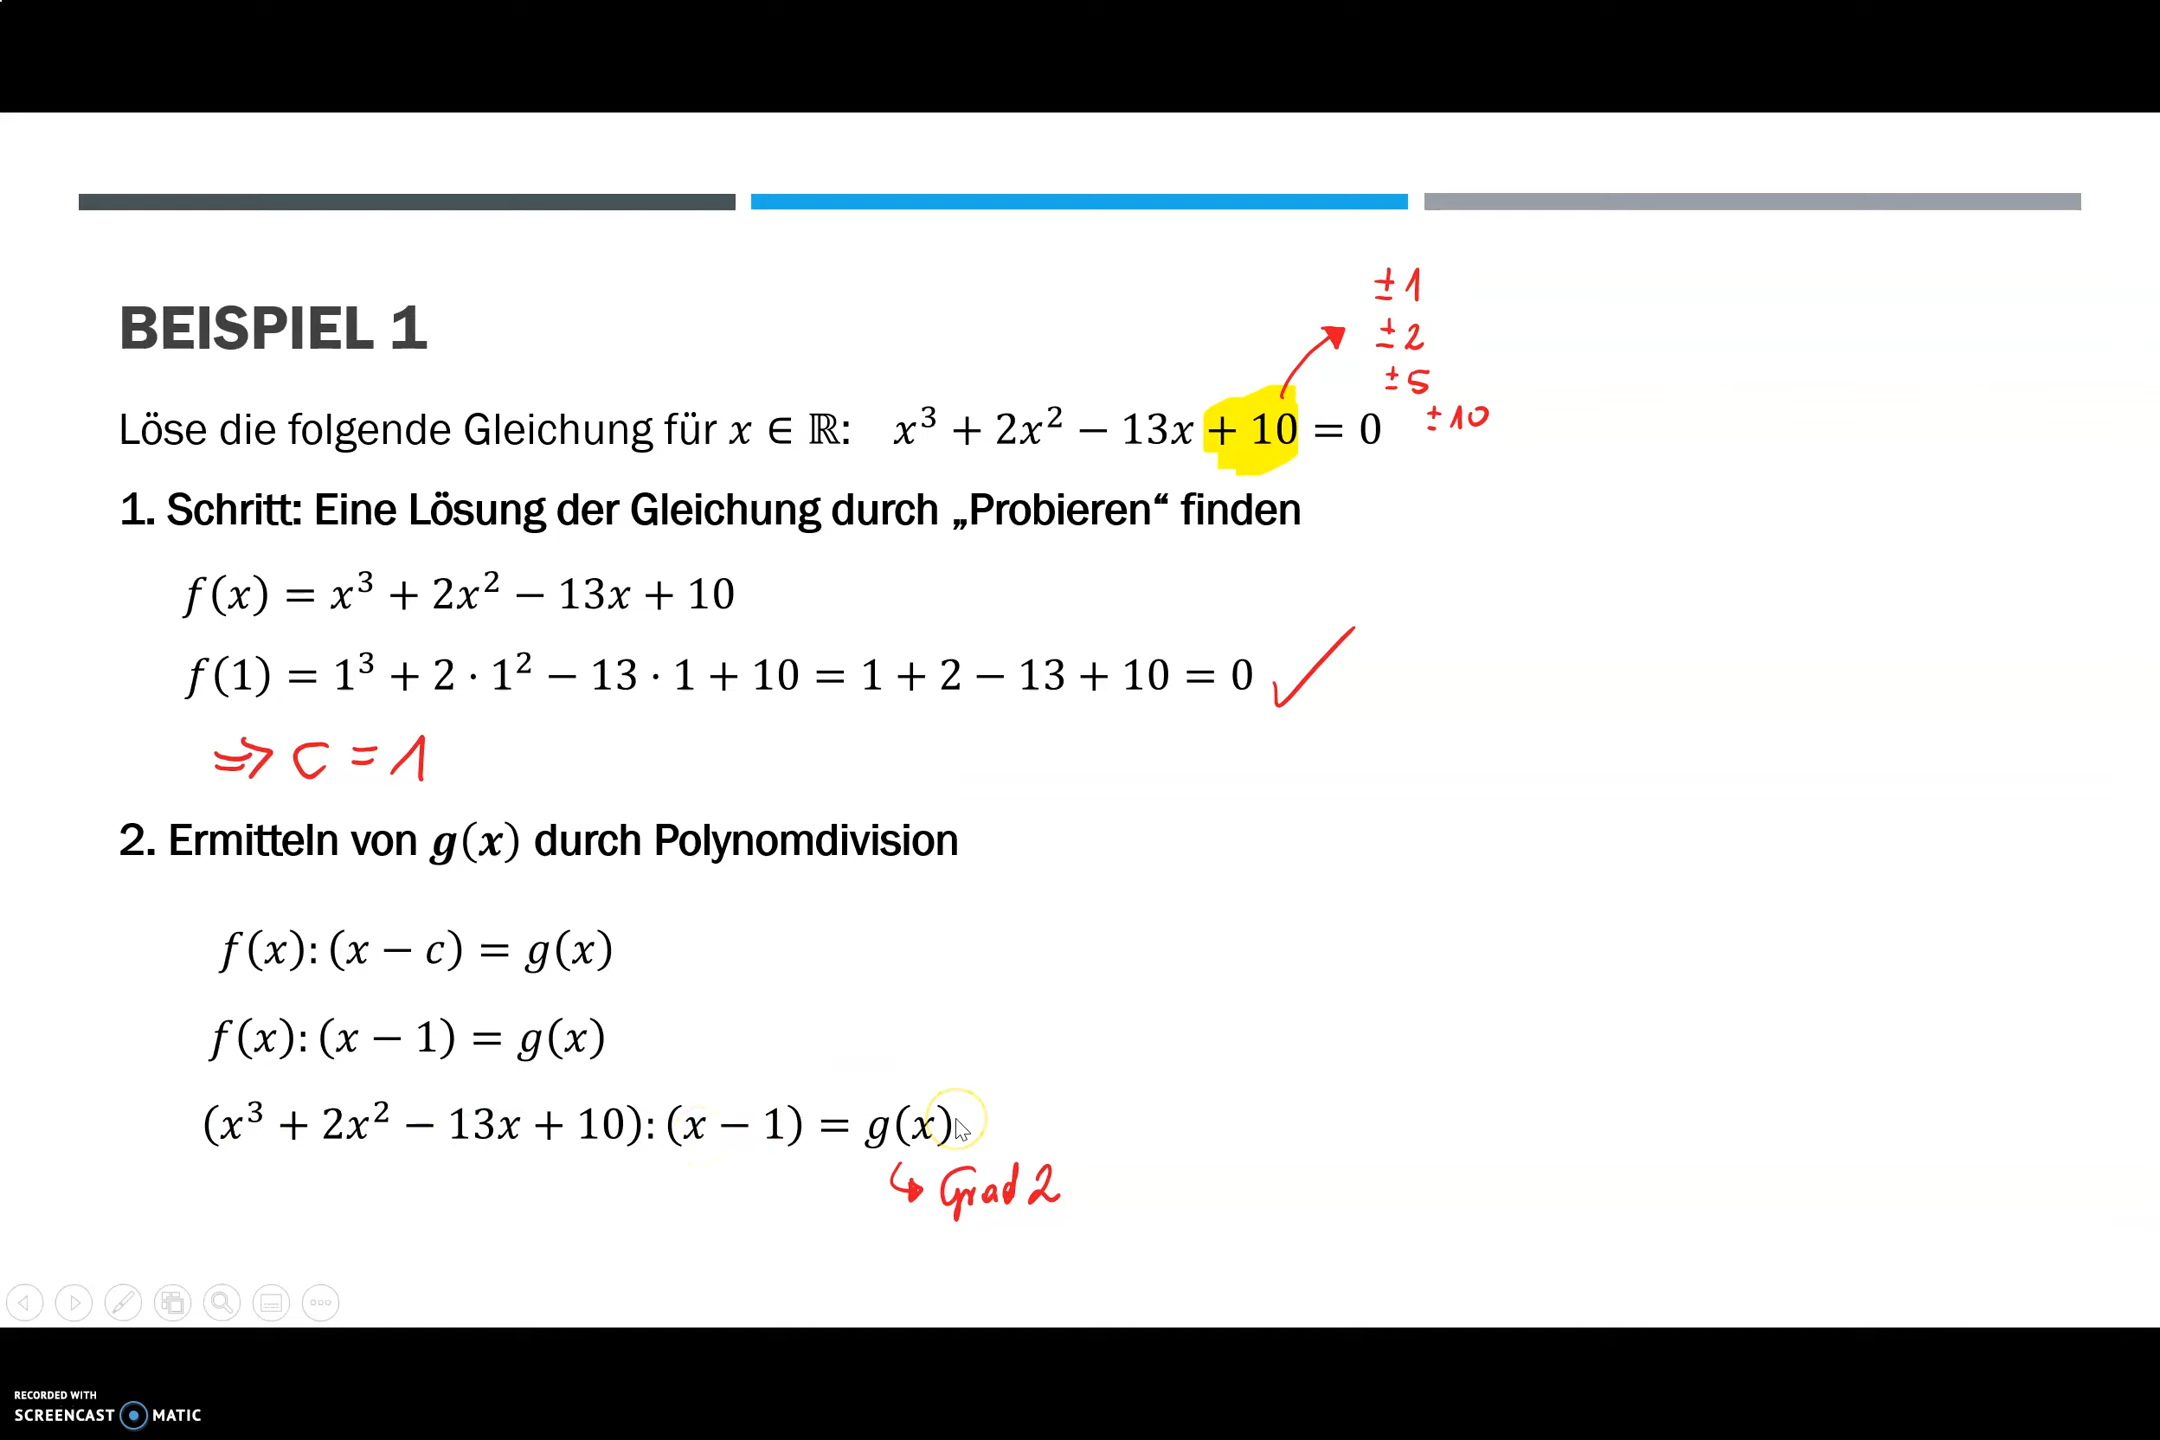 ± 1
± 2
± 5
± 10
BEISPIEL 1
Löse die folgende Gleichung für x ∈ ℝ: x³ + 2x² − 13x + 10 = 0
1. Schritt: Eine Lösung der Gleichung durch „Probieren“ finden
f(x) = x³ + 2x² − 13x + 10
f(1) = 1³ + 2 · 1² − 13 · 1 + 10 = 1 + 2 − 13 + 10 = 0 ✓
⇒ c = 1
2. Ermitteln von g(x) durch Polynomdivision
f(x): (x − c) = g(x)
f(x): (x − 1) = g(x)
(x³ + 2x² − 13x + 10): (x − 1) = g(x)
↳ Grad 2
RECORDED WITH
SCREENCAST MATIC